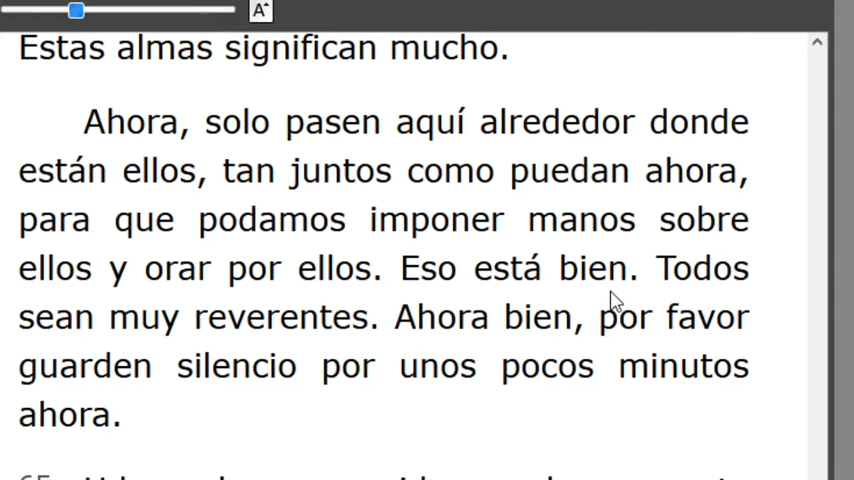 A
Estas almas significan mucho.
Ahora, solo pasen aquí alrededor donde
están ellos, tan juntos como puedan ahora,
para que podamos imponer manos sobre
ellos y orar por ellos. Eso está bien. Todos
sean muy reverentes. Ahora bien, por favor
guarden silencio por unos pocos minutos
ahora.